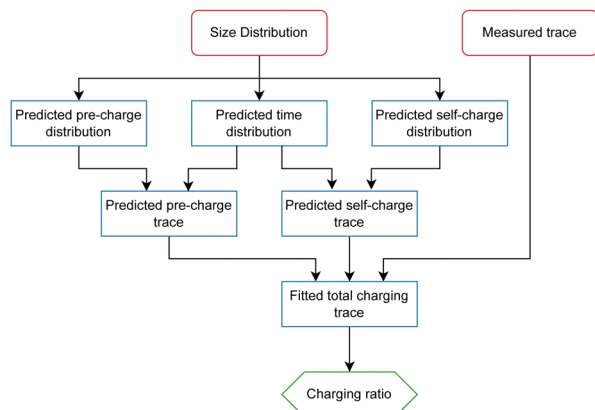 Size Distribution
Measured trace
Predicted pre-charge
distribution
Predicted time
distribution
Predicted self-charge
distribution
Predicted pre-charge
trace
Predicted self-charge
trace
Fitted total charging
trace
Charging ratio